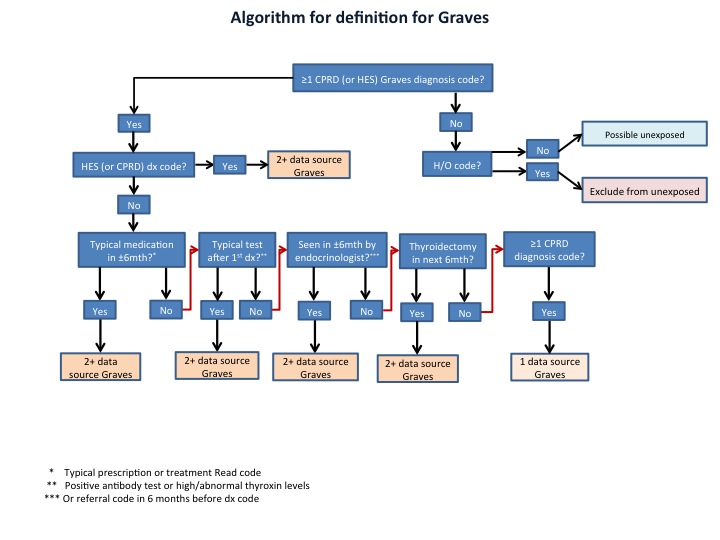 Algorithm for definition for Graves
≥1 CPRD (or HES) Graves diagnosis code?
Yes
No
Possible unexposed
HES (or CPRD) dx code?
Yes
2+ data source
Graves
H/O code?
No
Yes
Exclude from unexposed
No
Typical medication
in ±6mth?*
Typical test
after 1st dx?**
Seen in ±6mth by
endocrinologist?***
Thyroidectomy
in next 6mth?
≥1 CPRD
diagnosis code?
Yes
No
Yes
No
Yes
No
Yes
No
Yes
2+ data
source Graves
2+ data source
Graves
2+ data source
Graves
2+ data source
Graves
1 data source
Graves
* Typical prescription or treatment Read code
** Positive antibody test or high/abnormal thyroxin levels
*** Or referral code in 6 months before dx code